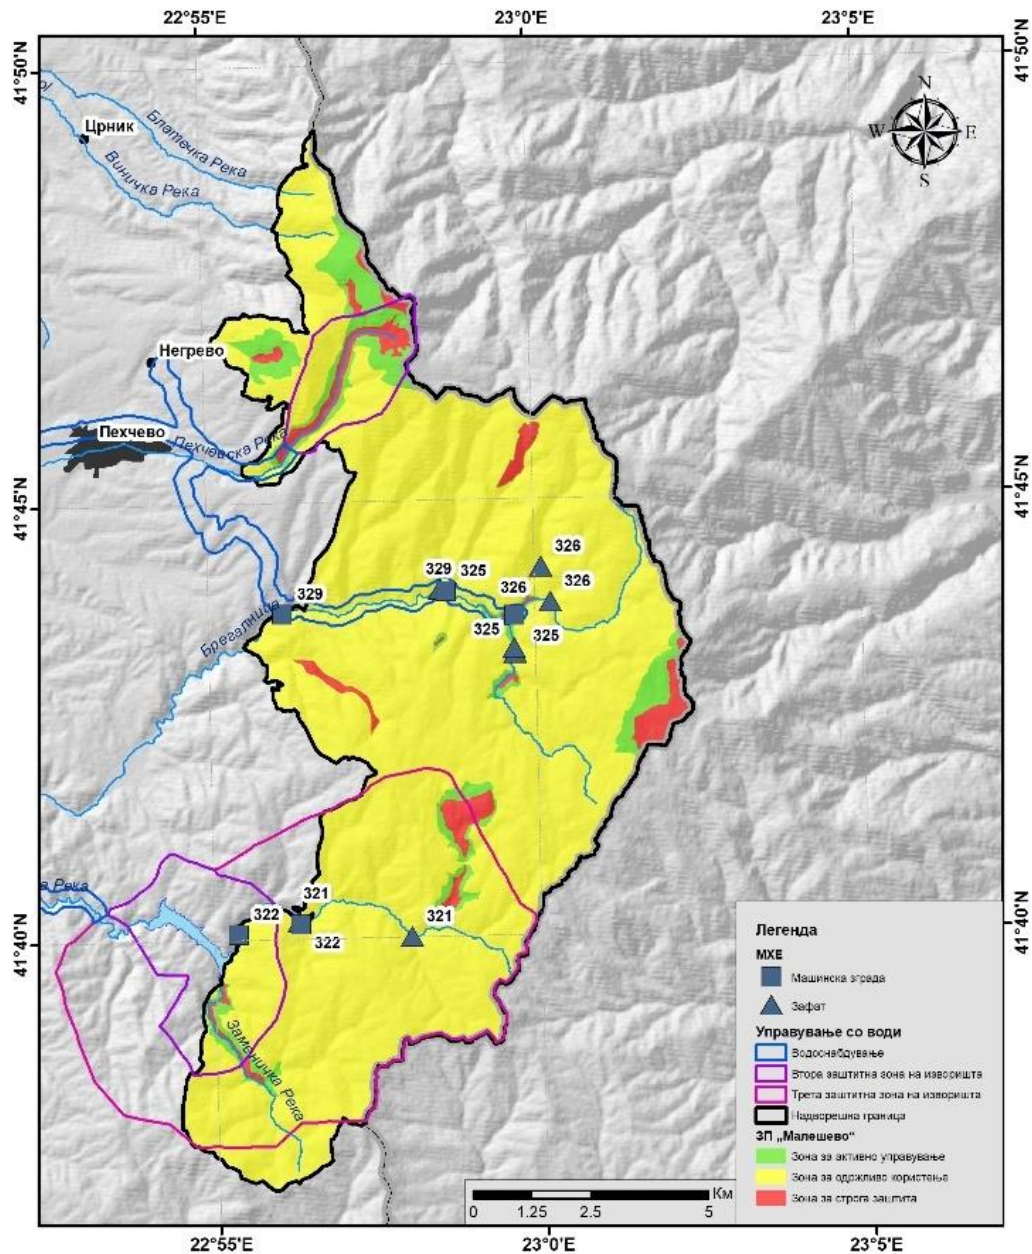 22°55'E 23°0'E 23°5'E
41°50'N 41°50'N
N
W E
S
Црник
Блатечка Река
Виничка Река
Негрево
Пехчево
Пехчевска Река
41°45'N 41°45'N
326
329 325 326
326
329
325 325
Брегалница
а Река
321
322 321
322
41°40'N 41°40'N
Заменичка Река
Легенда
МХЕ
Машинска зграда
Зафат
Управување со води
Водоснабдување
Втора заштитна зона на изворишта
Трета заштитна зона на изворишта
Надворешна граница
ЗП „Малешево“
Зона за активно управување
Зона за одржливо користење
Зона за строга заштита
Км
0 1.25 2.5 5
22°55'E 23°0'E 23°5'E